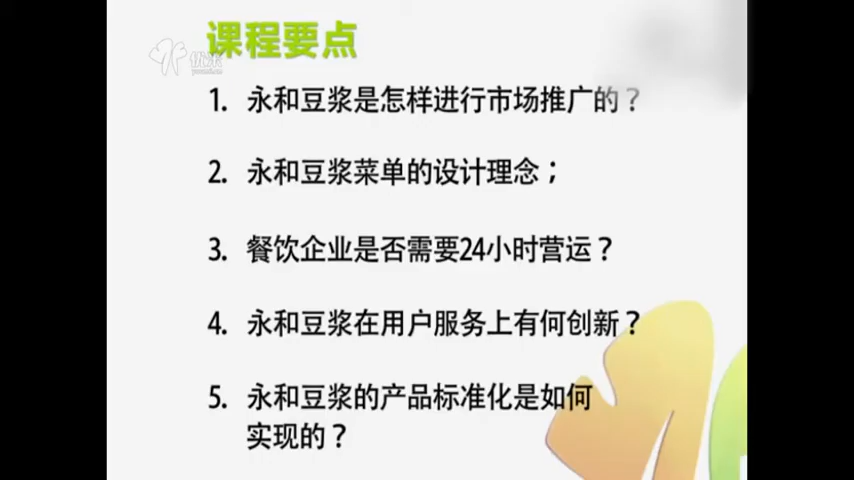 课程要点
优米
youmi.cn
1. 永和豆浆是怎样进行市场推广的？
2. 永和豆浆菜单的设计理念；
3. 餐饮企业是否需要24小时营运？
4. 永和豆浆在用户服务上有何创新？
5. 永和豆浆的产品标准化是如何
实现的？